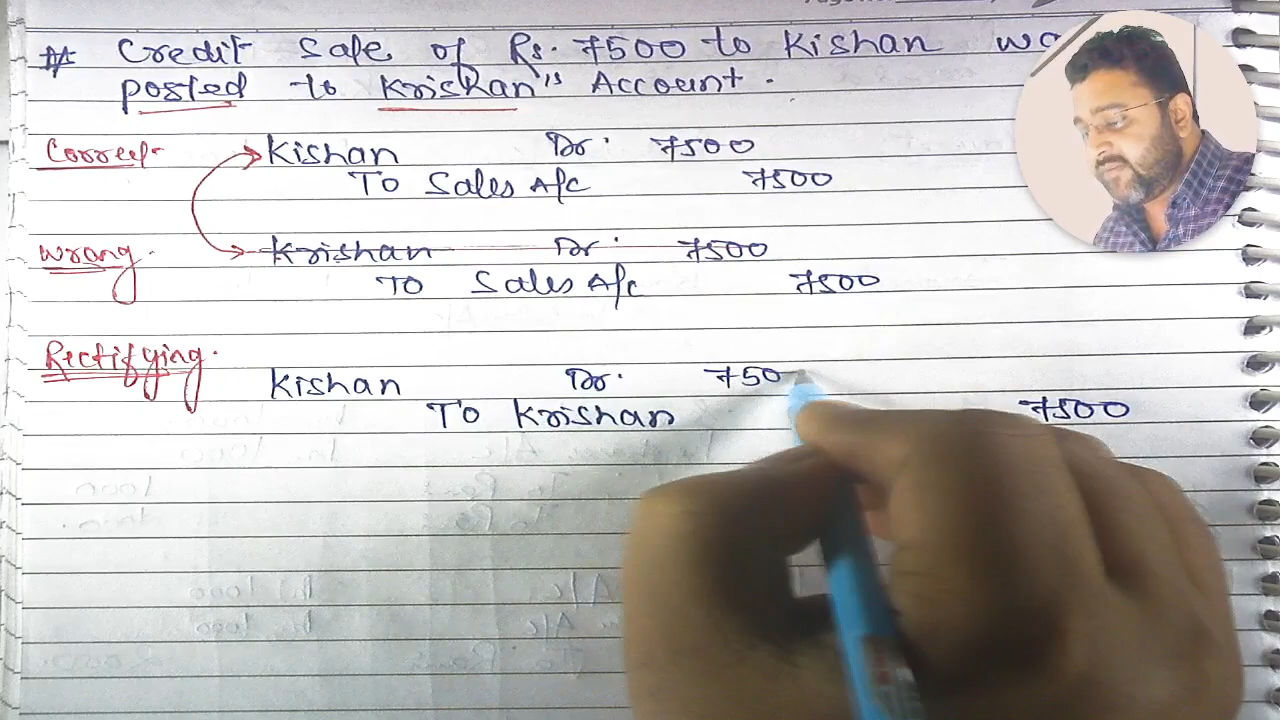 # Credit Sale of Rs. 7500 to Kishan
posted to Krishan's Account.
Correct Kishan Dr. 7500
To Sales A/c 7500
Wrong. Krishan Dr. 7500
To Sales A/c 7500
Rectifying.
Kishan Dr. 750
To Krishan 7500